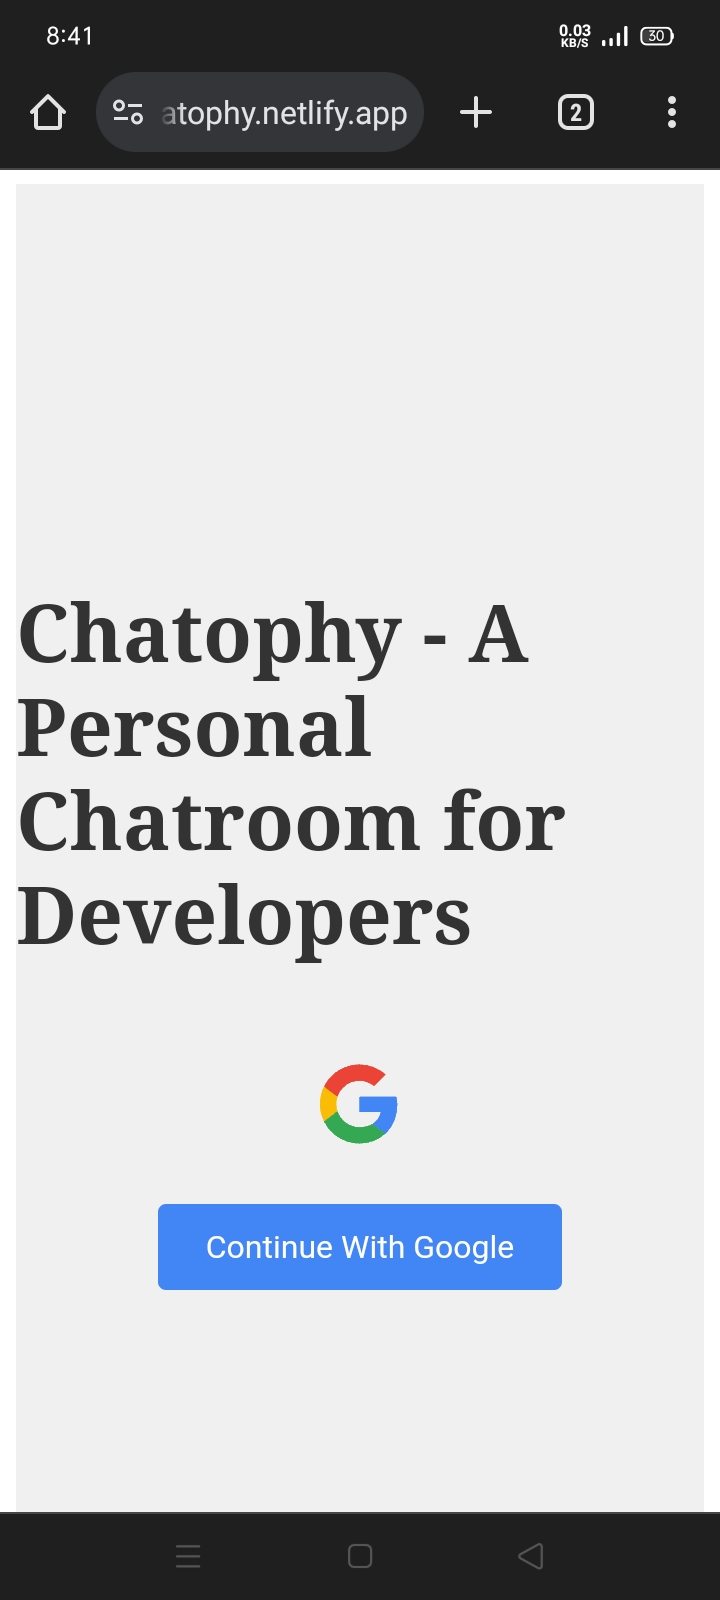 8:41
0.03
KB/S
30
atophy.netlify.app
2
Chatophy - A
Personal
Chatroom for
Developers
Continue With Google